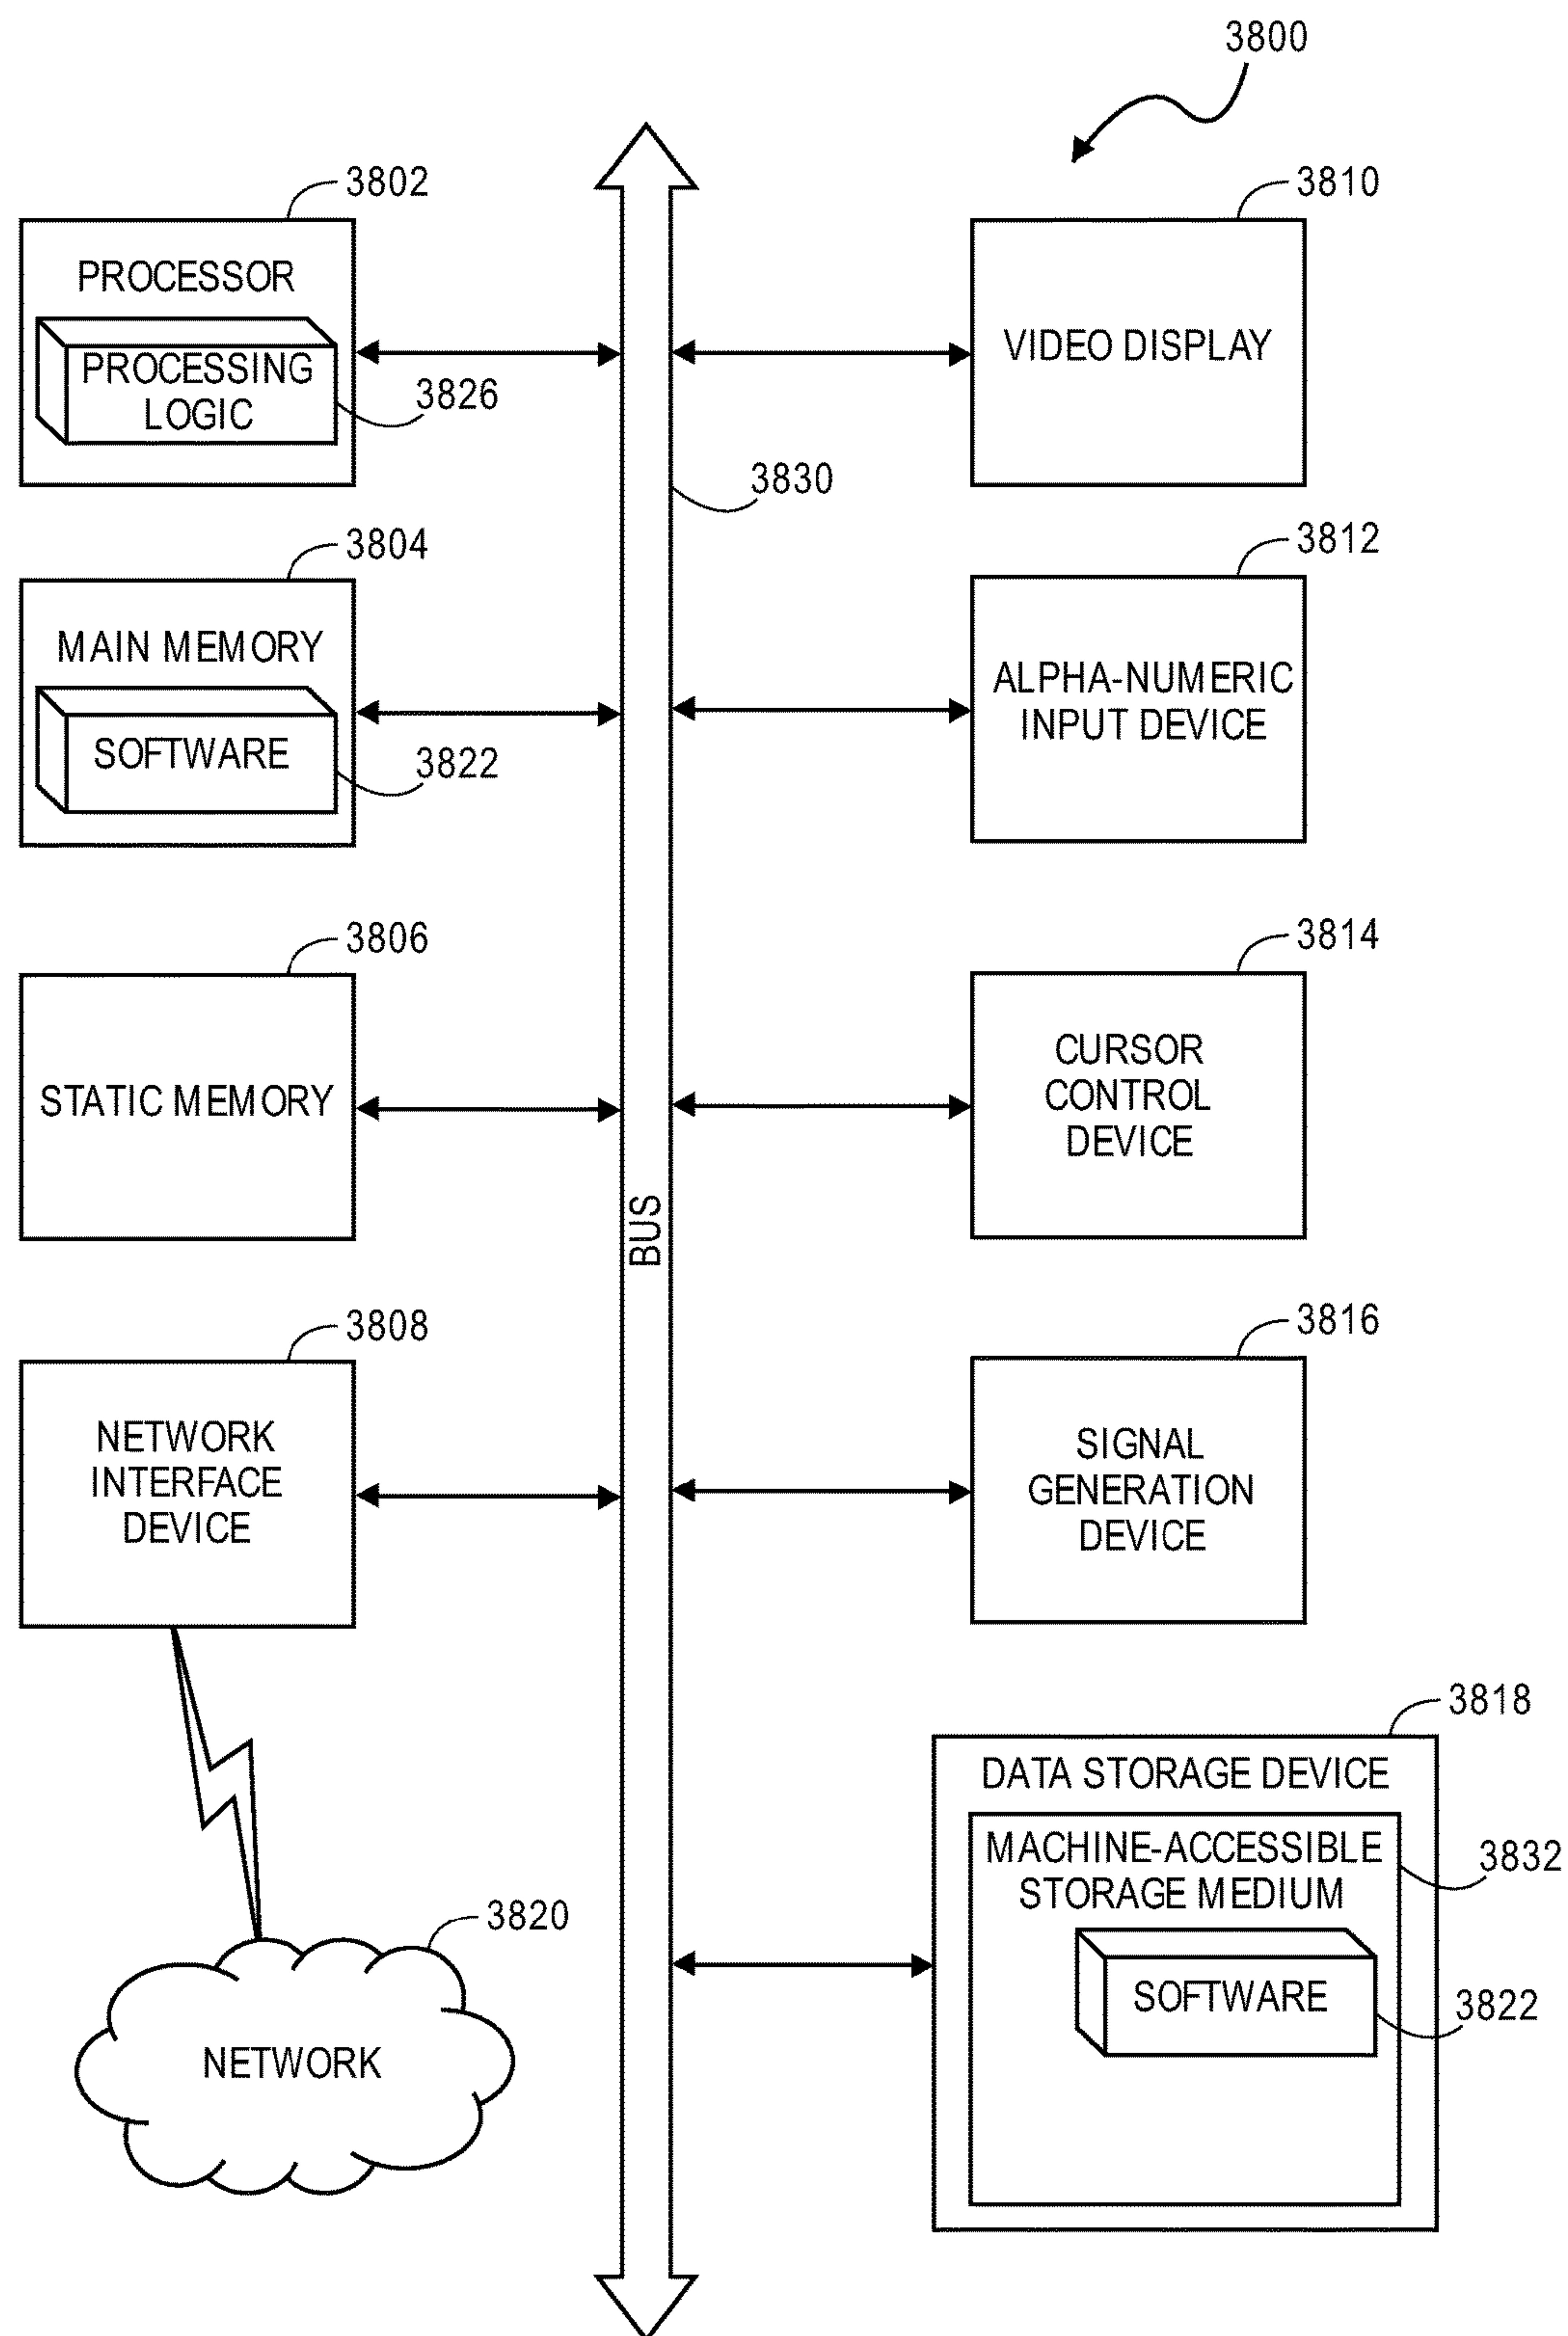 3800
3802
PROCESSOR
PROCESSING
LOGIC
3826
3804
MAIN MEMORY
SOFTWARE
3822
3806
STATIC MEMORY
3808
NETWORK
INTERFACE
DEVICE
3820
NETWORK
BUS
3830
3810
VIDEO DISPLAY
3812
ALPHA-NUMERIC
INPUT DEVICE
3814
CURSOR
CONTROL
DEVICE
3816
SIGNAL
GENERATION
DEVICE
3818
DATA STORAGE DEVICE
MACHINE-ACCESSIBLE
STORAGE MEDIUM
3832
SOFTWARE
3822